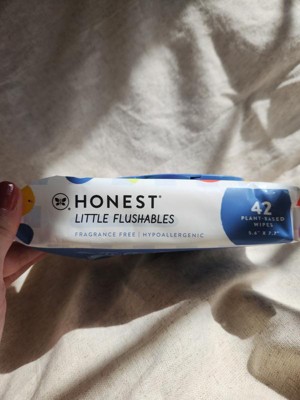 HONEST®
LITTLE FLUSHABLES
FRAGRANCE FREE | HYPOALLERGENIC
42
PLANT-BASED
WIPES